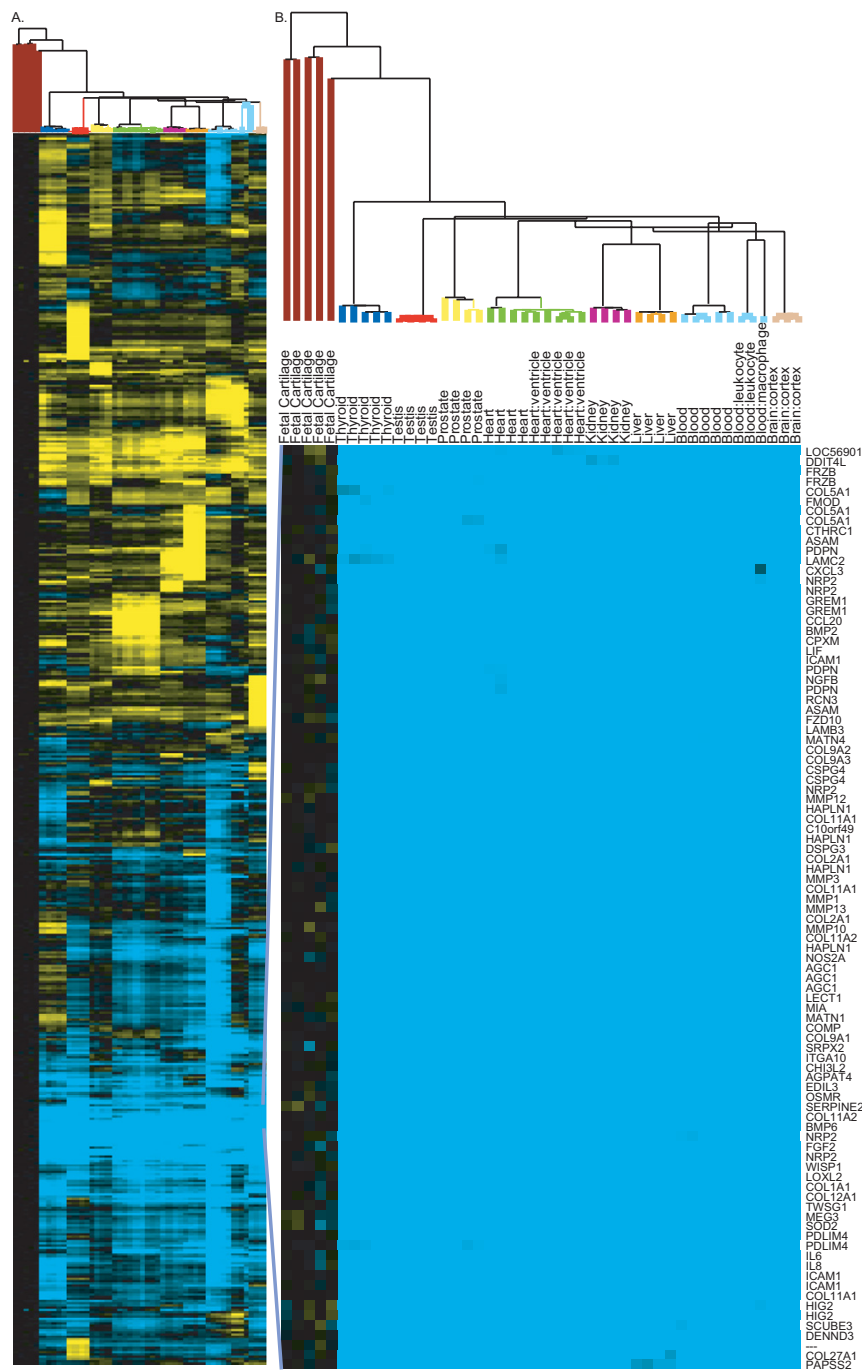 A.
B.
Fetal Cartilage
Fetal Cartilage
Fetal Cartilage
Fetal Cartilage
Fetal Cartilage
Thyroid
Thyroid
Thyroid
Thyroid
Thyroid
Testis
Testis
Testis
Testis
Prostate
Prostate
Prostate
Prostate
Heart
Heart
Heart
Heart
Heart:ventricle
Heart:ventricle
Heart:ventricle
Heart:ventricle
Heart:ventricle
Kidney
Kidney
Kidney
Kidney
Liver
Liver
Liver
Liver
Blood
Blood
Blood
Blood
Blood
Blood:leukocyte
Blood:leukocyte
Blood:macrophage
Brain:cortex
Brain:cortex
Brain:cortex
LOC56901
DDIT4L
FRZB
FRZB
COL5A1
FMOD
COL5A1
COL5A1
CTHRC1
ASAM
PDPN
LAMC2
CXCL3
NRP2
NRP2
GREM1
GREM1
CCL20
BMP2
CPXM
LIF
ICAM1
PDPN
NGFB
PDPN
RCN3
ASAM
FZD10
LAMB3
MATN4
COL9A2
COL9A3
CSPG4
CSPG4
NRP2
MMP12
HAPLN1
COL11A1
C10orf49
HAPLN1
DSPG3
COL2A1
HAPLN1
MMP3
COL11A1
MMP1
MMP13
COL2A1
MMP10
COL11A2
HAPLN1
NOS2A
AGC1
AGC1
AGC1
LECT1
MIA
MATN1
COMP
COL9A1
SRPX2
ITGA10
CHI3L2
AGPAT4
EDIL3
OSMR
SERPINE2
COL11A2
BMP6
NRP2
FGF2
NRP2
WISP1
LOXL2
COL1A1
COL12A1
TWSG1
MEG3
SOD2
PDLIM4
PDLIM4
IL6
IL8
ICAM1
ICAM1
COL11A1
HIG2
HIG2
SCUBE3
DENND3
---
COL27A1
PAPSS2